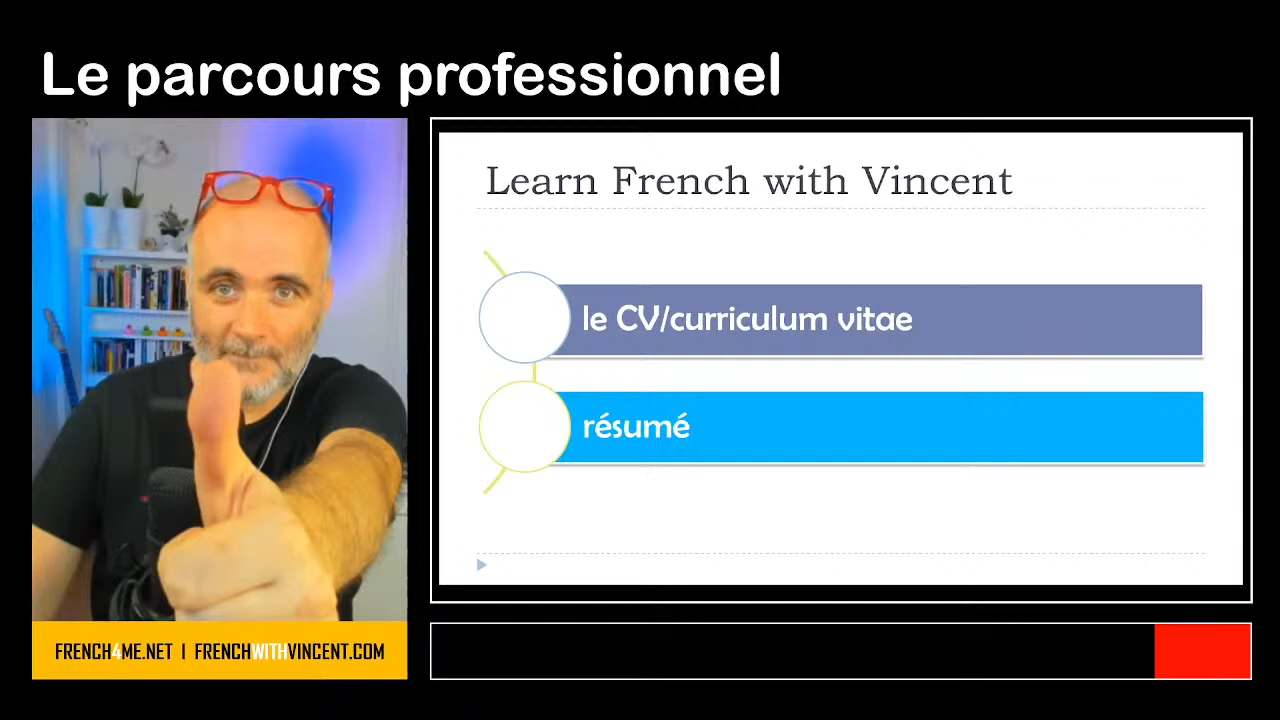 Le parcours professionnel
Learn French with Vincent
le CV/curriculum vitae
résumé
FRENCH4ME.NET I FRENCHWITHVINCENT.COM